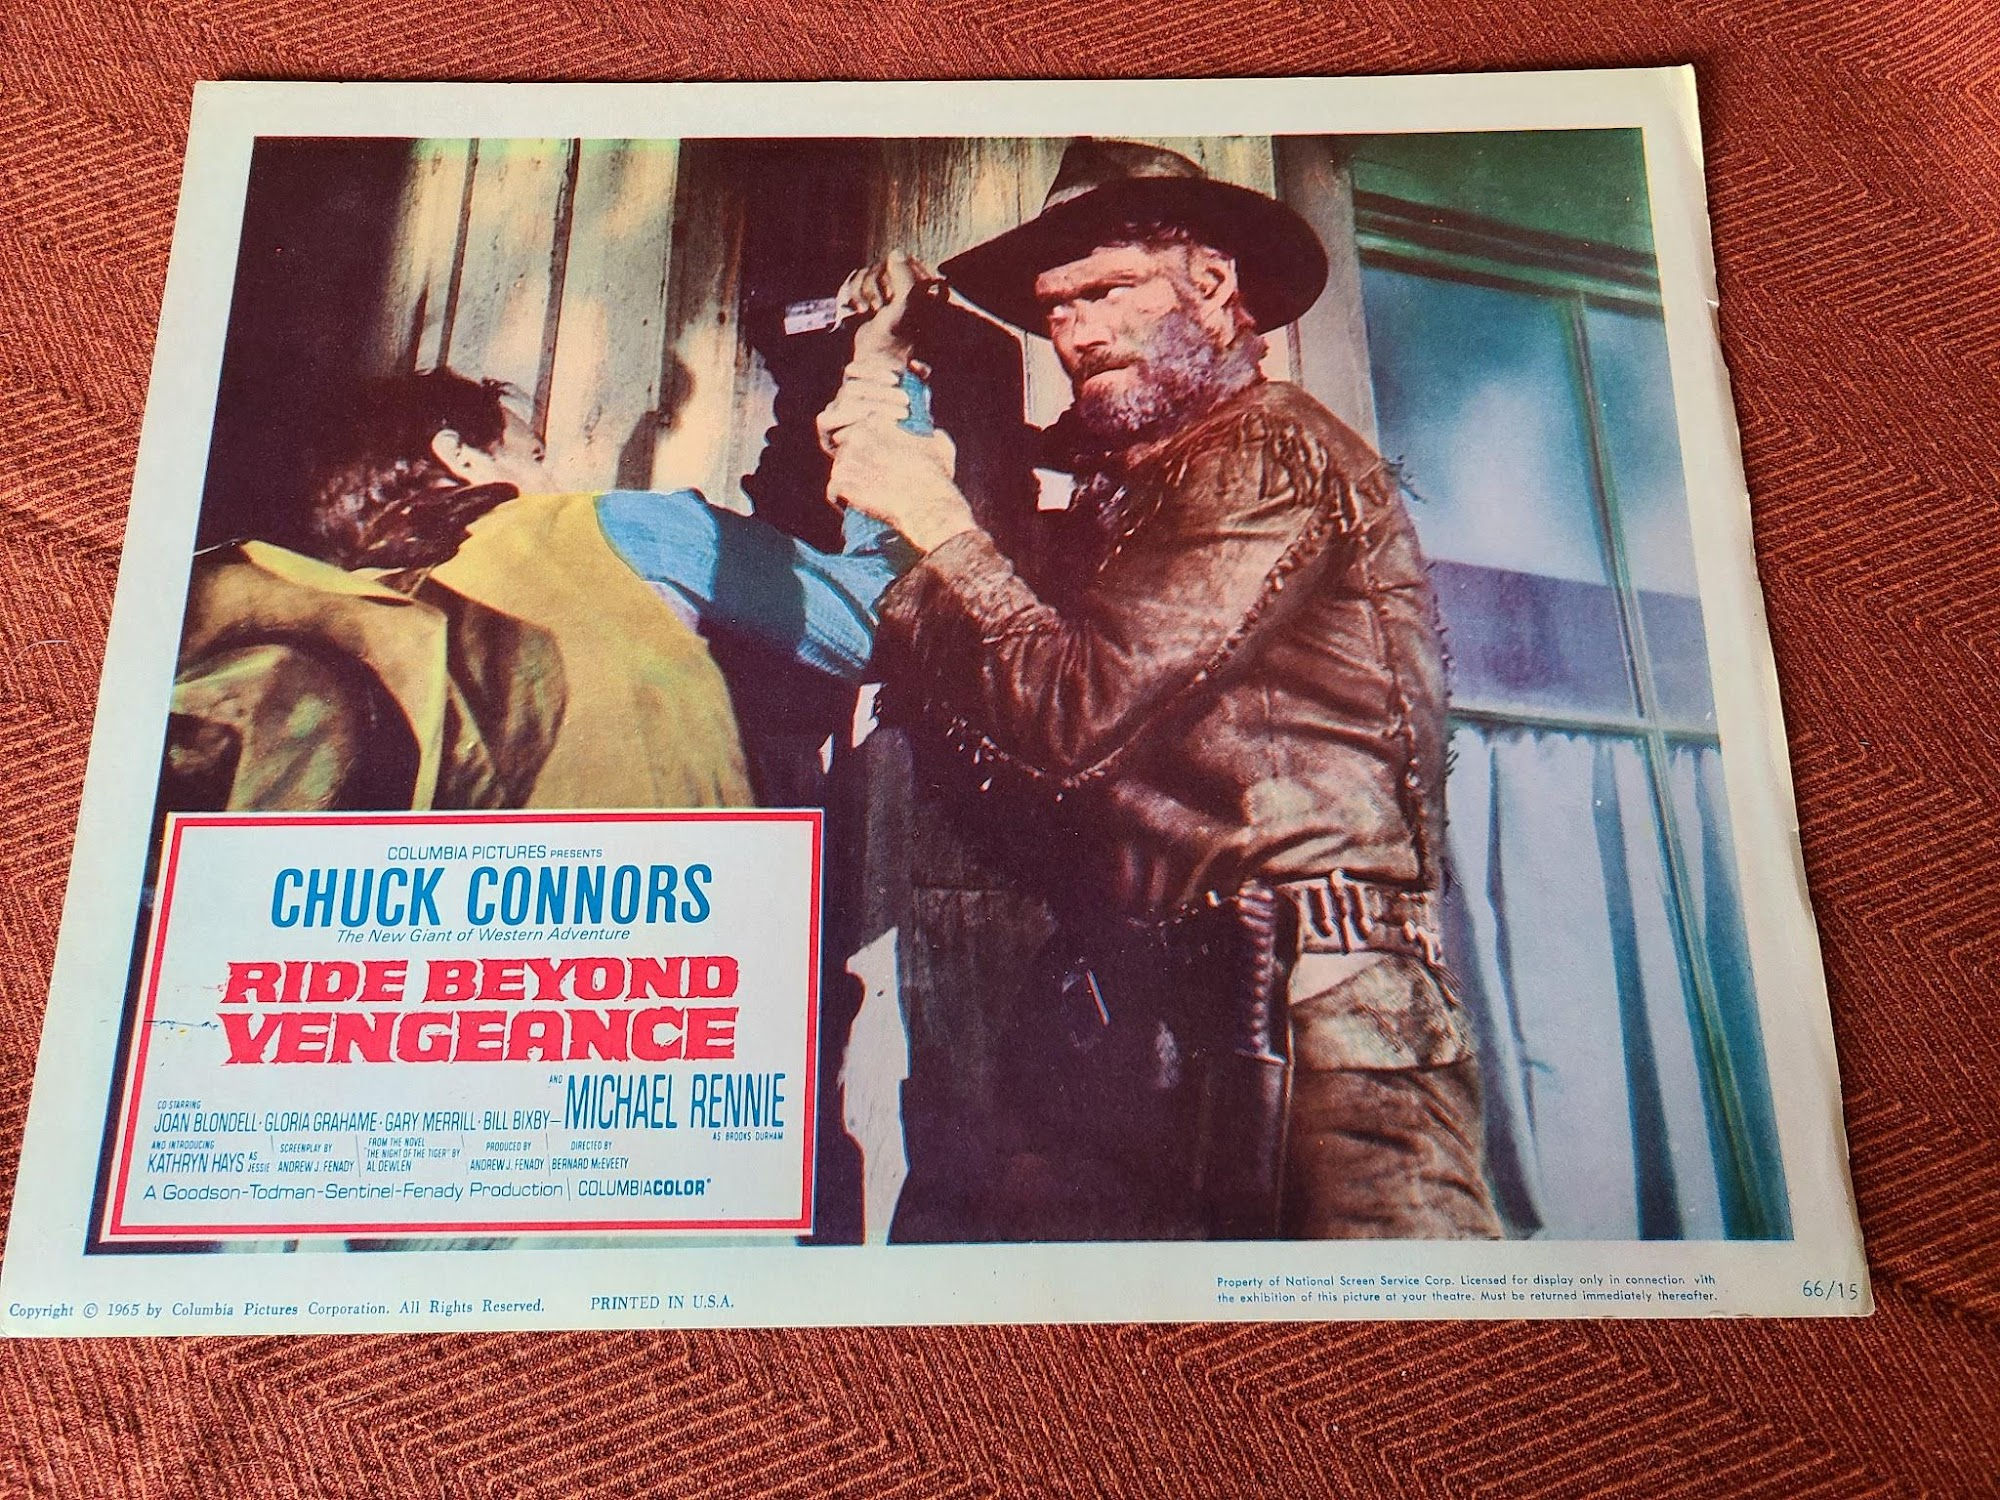 COLUMBIA PICTURES PRESENTS
CHUCK CONNORS
The New Giant of Western Adventure
RIDE BEYOND
VENGEANCE
CO STARRING
JOAN BLONDELL · GLORIA GRAHAME · GARY MERRILL · BILL BIXBY — AND MICHAEL RENNIE
AS BROOKS DURHAM
AND INTRODUCING
KATHRYN HAYS AS JESSIE
SCREENPLAY BY
ANDREW J. FENADY
FROM THE NOVEL
"THE NIGHT OF THE TIGER" BY
AL DEWLEN
PRODUCED BY
ANDREW J. FENADY
DIRECTED BY
BERNARD McEVEETY
A Goodson-Todman-Sentinel-Fenady Production | COLUMBIACOLOR
Copyright © 1965 by Columbia Pictures Corporation. All Rights Reserved. PRINTED IN U.S.A.
Property of National Screen Service Corp. Licensed for display only in connection with
the exhibition of this picture at your theatre. Must be returned immediately thereafter.
66/15